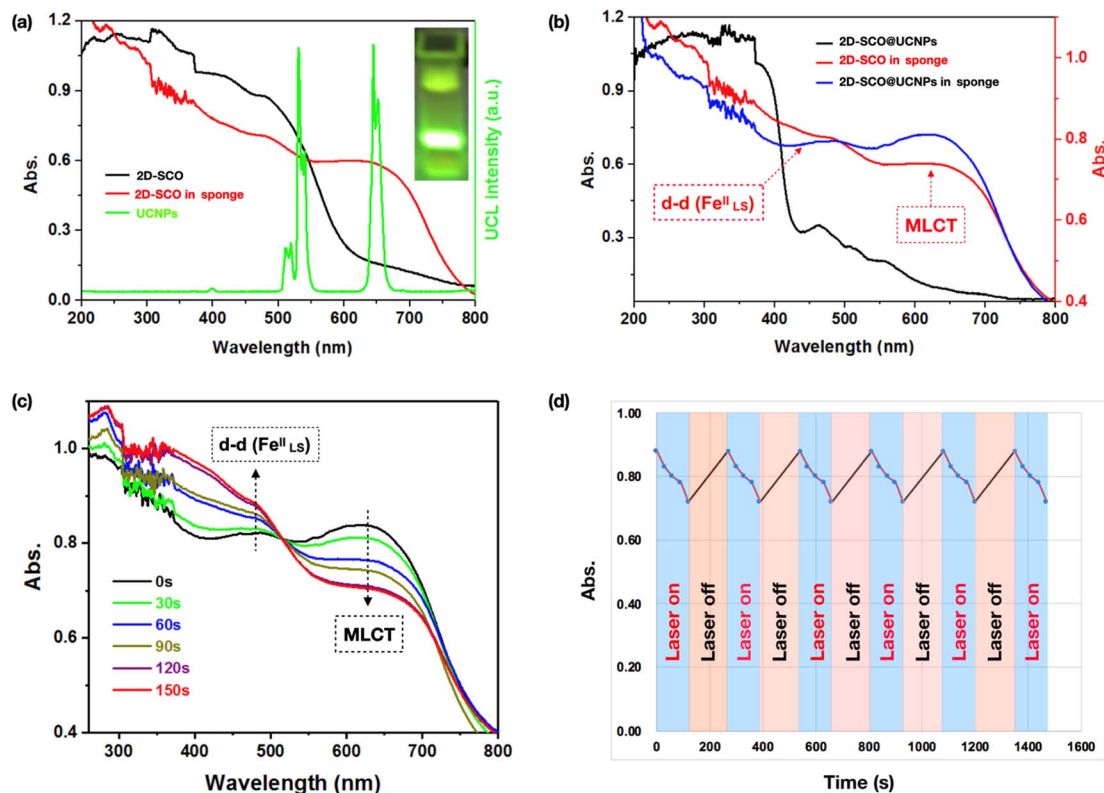 (a)
1.2
0.9
0.6
0.3
0.0
Abs.
2D-SCO
2D-SCO in sponge
UCNPs
UCL intensity (a.u.)
200 300 400 500 600 700 800
Wavelength (nm)
(b)
1.2
0.9
0.6
0.3
Abs.
2D-SCO@UCNPs
2D-SCO in sponge
2D-SCO@UCNPs in sponge
d-d (Feᴵᴵ LS)
MLCT
1.0
0.8
0.6
0.4
Abs.
200 300 400 500 600 700 800
Wavelength (nm)
(c)
1.0
0.8
0.6
0.4
Abs.
d-d (Feᴵᴵ LS)
MLCT
0s
30s
60s
90s
120s
150s
300 400 500 600 700 800
Wavelength (nm)
(d)
1.00
0.80
0.60
0.40
0.20
0.00
Abs.
Laser on
Laser off
Laser on
Laser off
Laser on
Laser off
Laser on
Laser off
Laser on
Laser off
Laser on
0 200 400 600 800 1000 1200 1400 1600
Time (s)